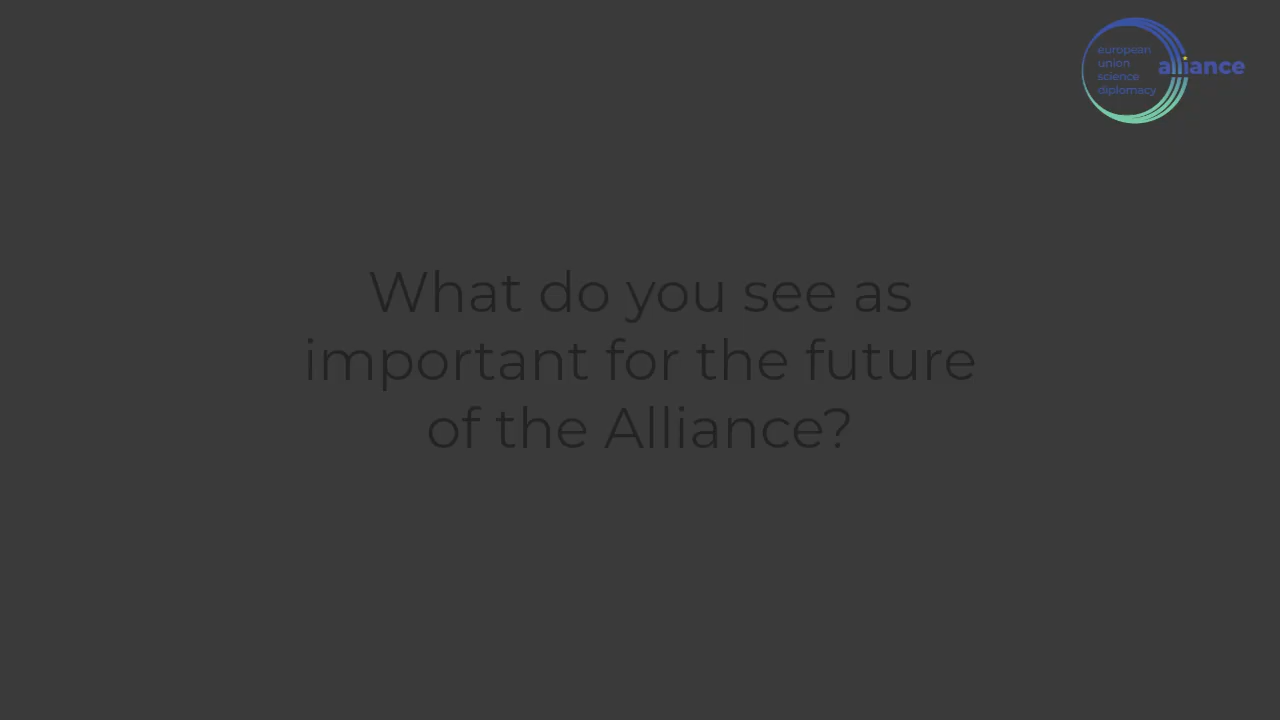 european
union
science
diplomacy
alliance
What do you see as
important for the future
of the Alliance?